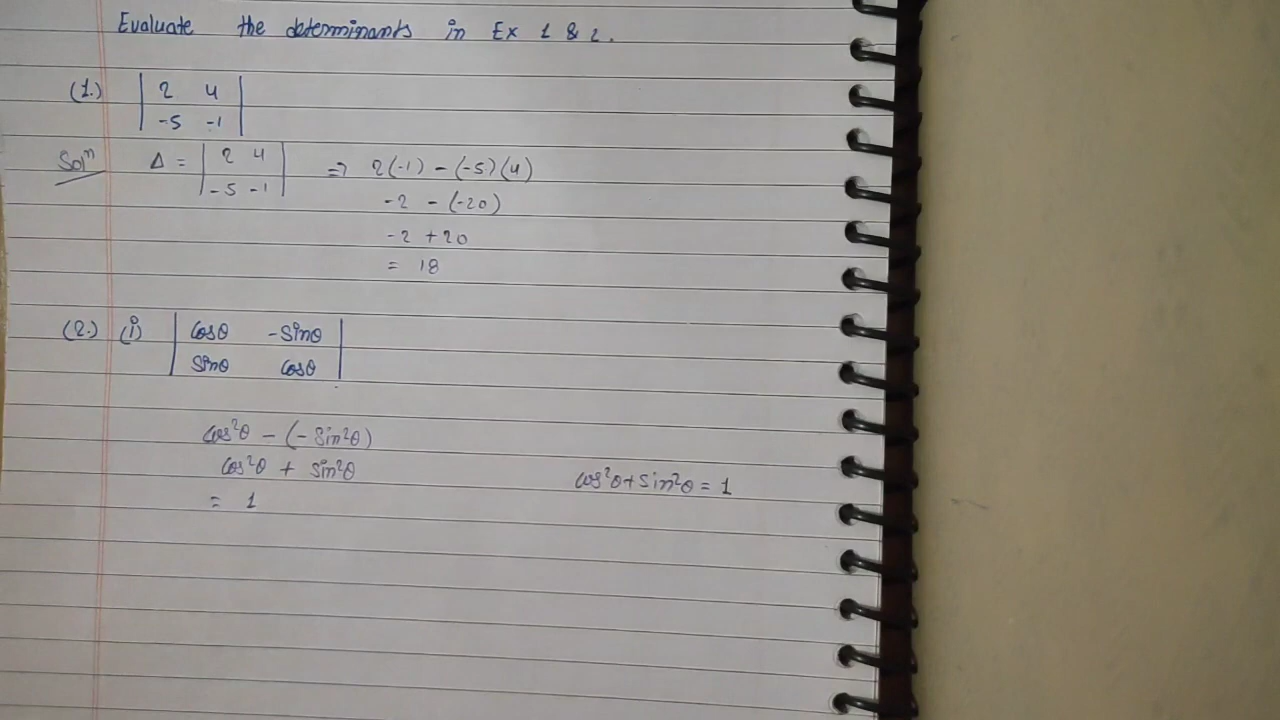 Evaluate the determinants in Ex 1 & 2.
(1.) | 2 4 |
| -5 -1 |
Solⁿ Δ = | 2 4 | ⇒ 2(-1) - (-5)(4)
| -5 -1 |
-2 - (-20)
-2 + 20
= 18
(2.) (i) | cosθ -sinθ |
| sinθ cosθ |
cos²θ - (- sin²θ)
cos²θ + sin²θ
cos²θ + sin²θ = 1
= 1